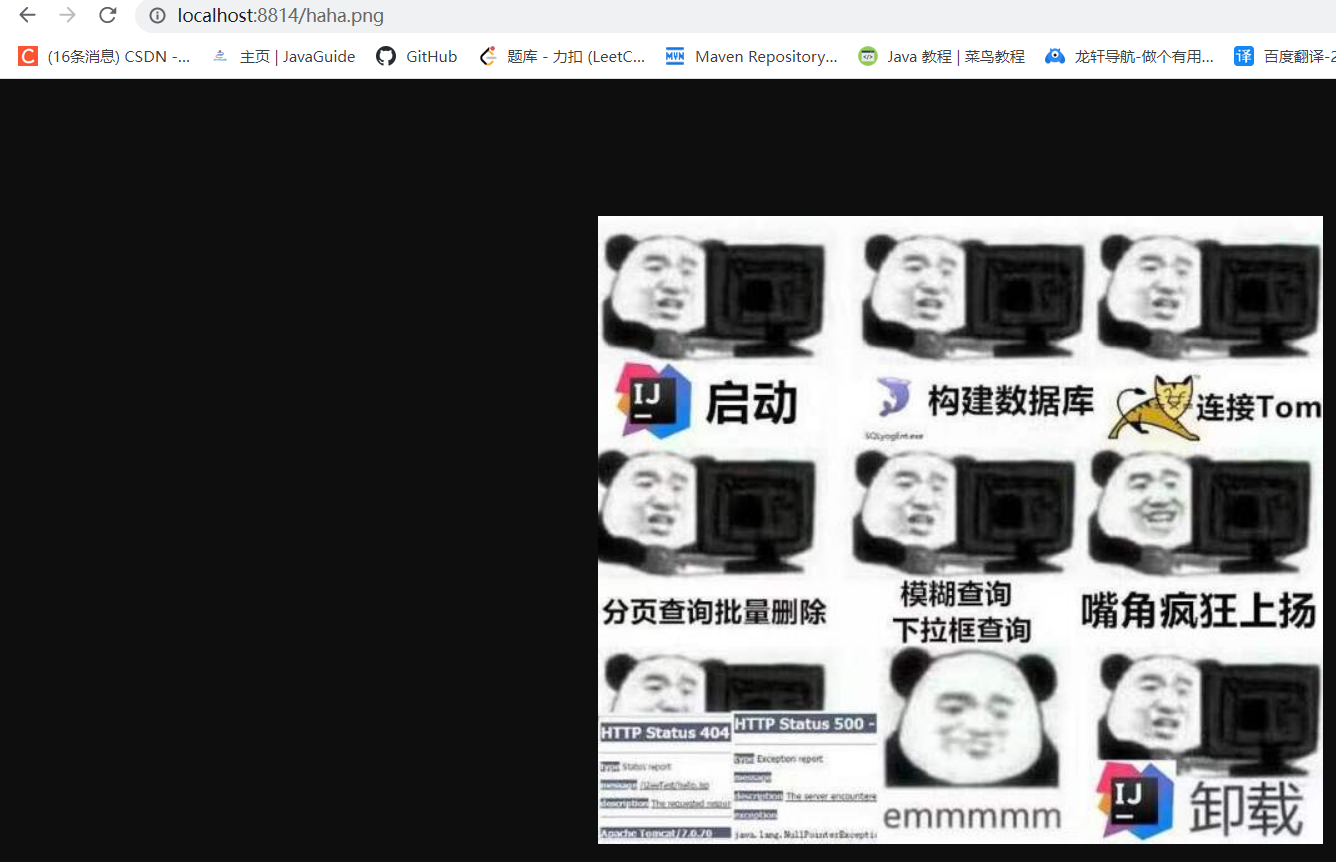 localhost:8814/haha.png
(16条消息) CSDN -...
主页 | JavaGuide
GitHub
题库 - 力扣 (LeetC...
Maven Repository...
Java 教程 | 菜鸟教程
龙轩导航-做个有用...
百度翻译-2
IJ 启动
构建数据库
SQLyogEnt.exe
连接Tom
分页查询批量删除
模糊查询
下拉框查询
嘴角疯狂上扬
HTTP Status 404
type Status report
message
description The requested resour
Apache Tomcat/7.0.70
HTTP Status 500 -
type Exception report
message
description The server encountere
exception
java.lang.NullPointerExcepti
emmmmmm
IJ 卸载